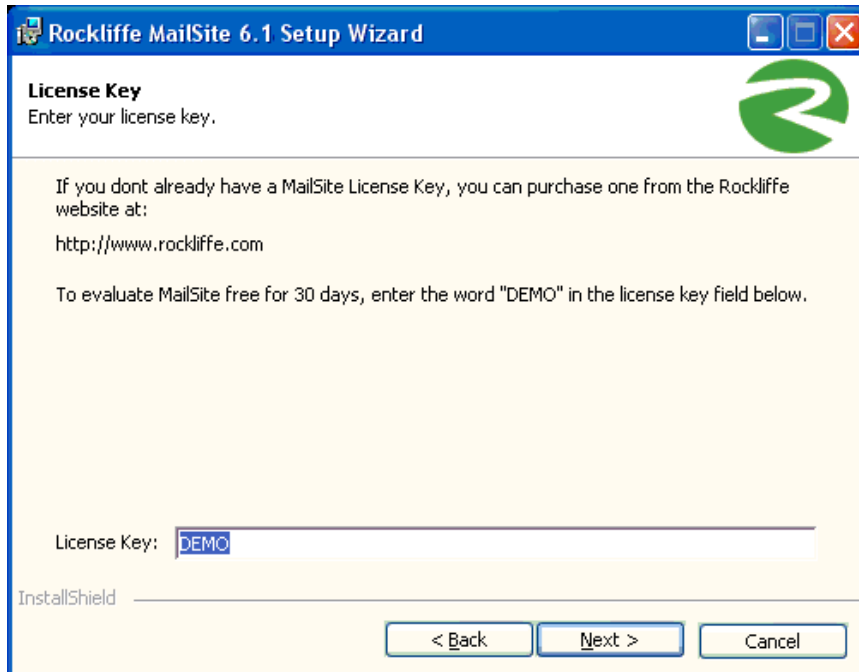 Rockliffe MailSite 6.1 Setup Wizard
License Key
Enter your license key.
If you dont already have a MailSite License Key, you can purchase one from the Rockliffe
website at:
http://www.rockliffe.com
To evaluate MailSite free for 30 days, enter the word "DEMO" in the license key field below.
License Key: DEMO
InstallShield
< Back Next > Cancel